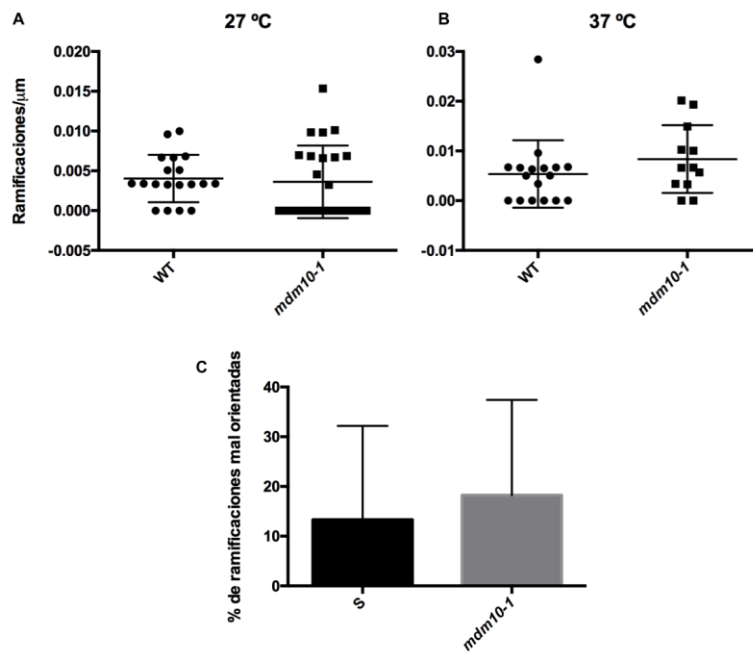 A
27 ºC
B
37 ºC
Ramificaciones/µm
0.020
0.015
0.010
0.005
0.000
-0.005
WT
mdm10-1
0.03
0.02
0.01
0.00
-0.01
WT
mdm10-1
C
% de ramificaciones mal orientadas
40
30
20
10
0
S
mdm10-1